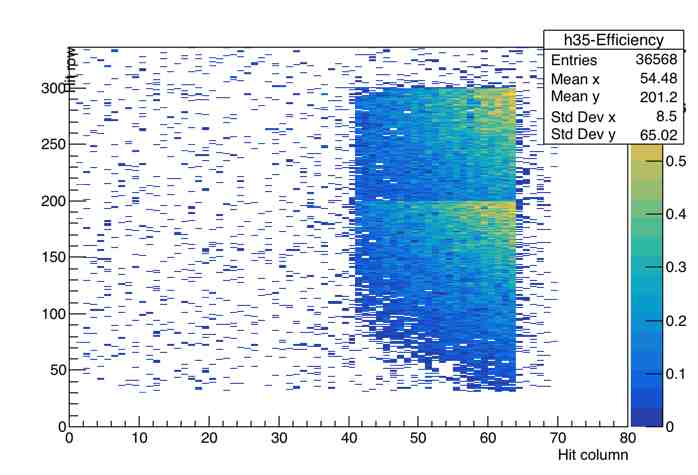 h35-Efficiency
Entries 36568
Mean x 54.48
Mean y 201.2
Std Dev x 8.5
Std Dev y 65.02
300
250
200
150
100
50
0
0 10 20 30 40 50 60 70 80
Hit column
0.5
0.4
0.3
0.2
0.1
0